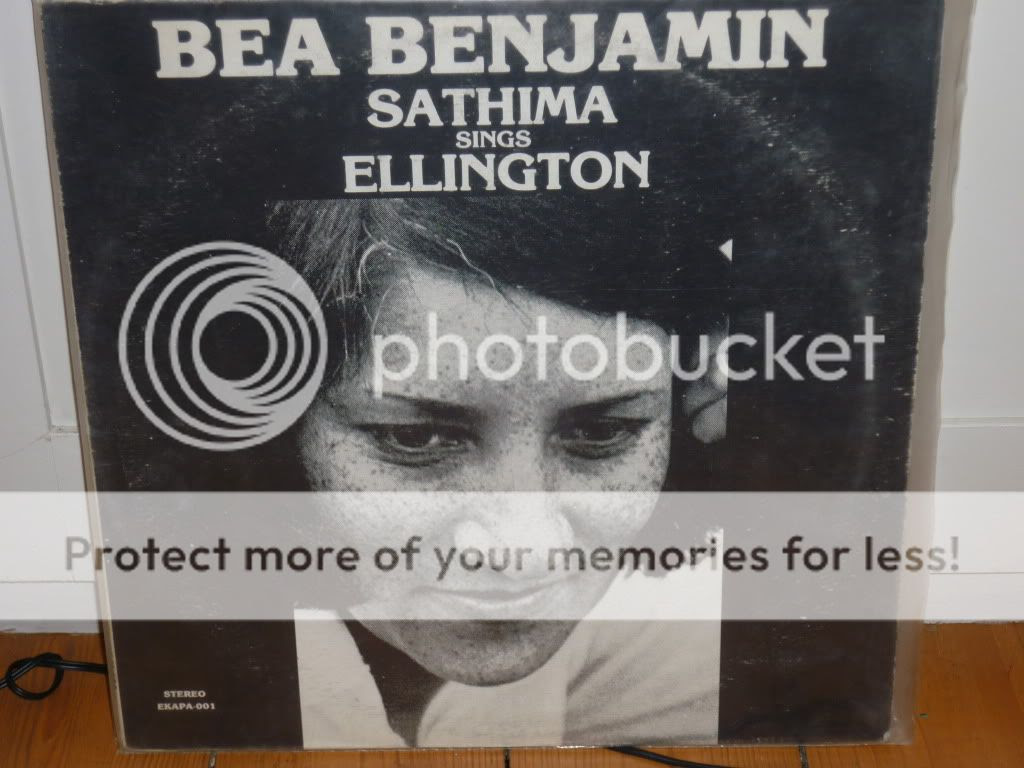 BEA BENJAMIN
SATHIMA
SINGS
ELLINGTON
photobucket
Protect more of your memories for less!
STEREO
EKAPA-001